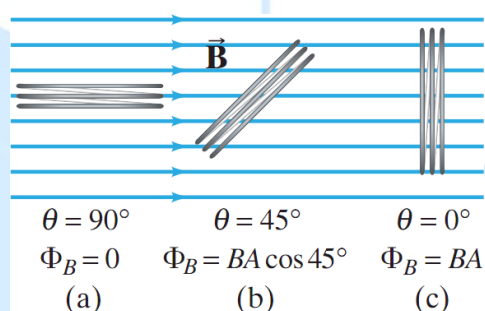 B⃗
θ = 90° θ = 45° θ = 0°
Φ_B = 0 Φ_B = BA cos 45° Φ_B = BA
(a) (b) (c)